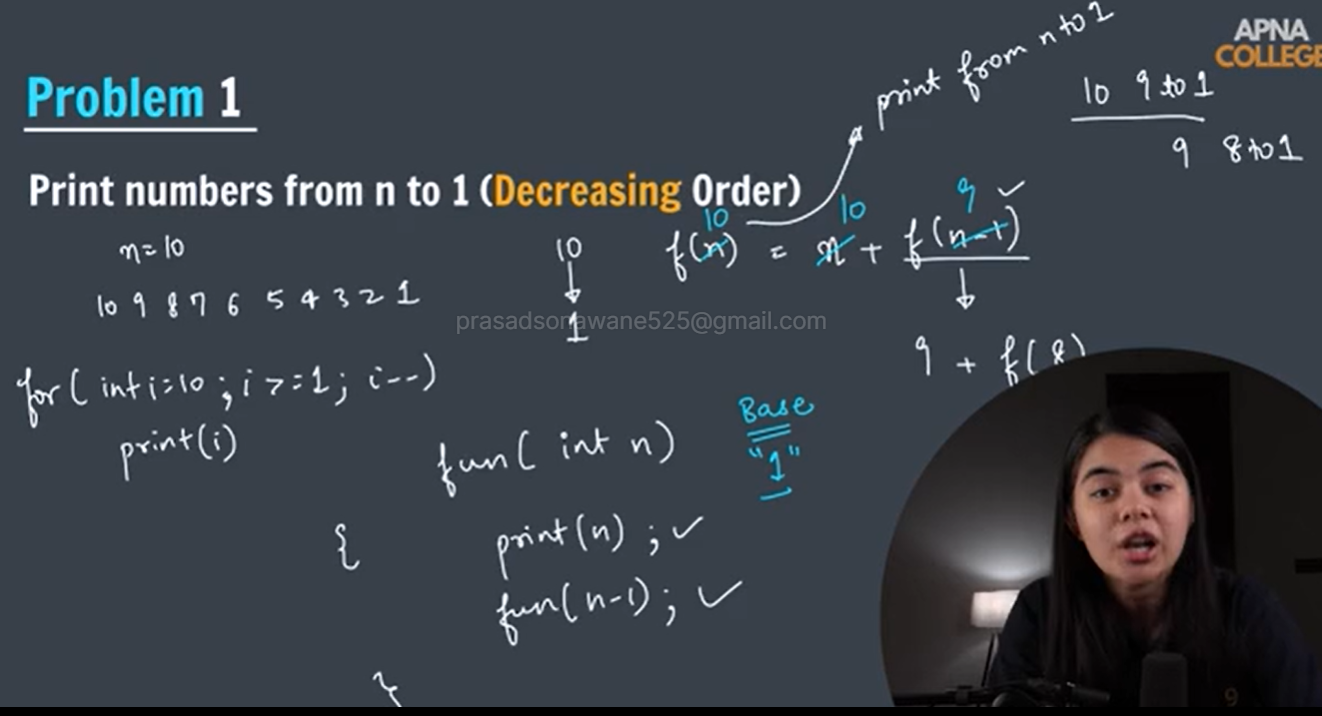 APNA
COLLEGE
Problem 1
print from n to 1
10 9 to 1
9 8 to 1
Print numbers from n to 1 (Decreasing Order)
n=10
10 9 8 7 6 5 4 3 2 1
10
1
10 10 9
f(n) = n + f(n-1)
prasadsonawane525@gmail.com
9 + f(8)
for( int i=10 ; i >=1 ; i--)
print(i)
Base
"1"
fun( int n)
{
print(n) ;
fun(n-1) ;
}
9